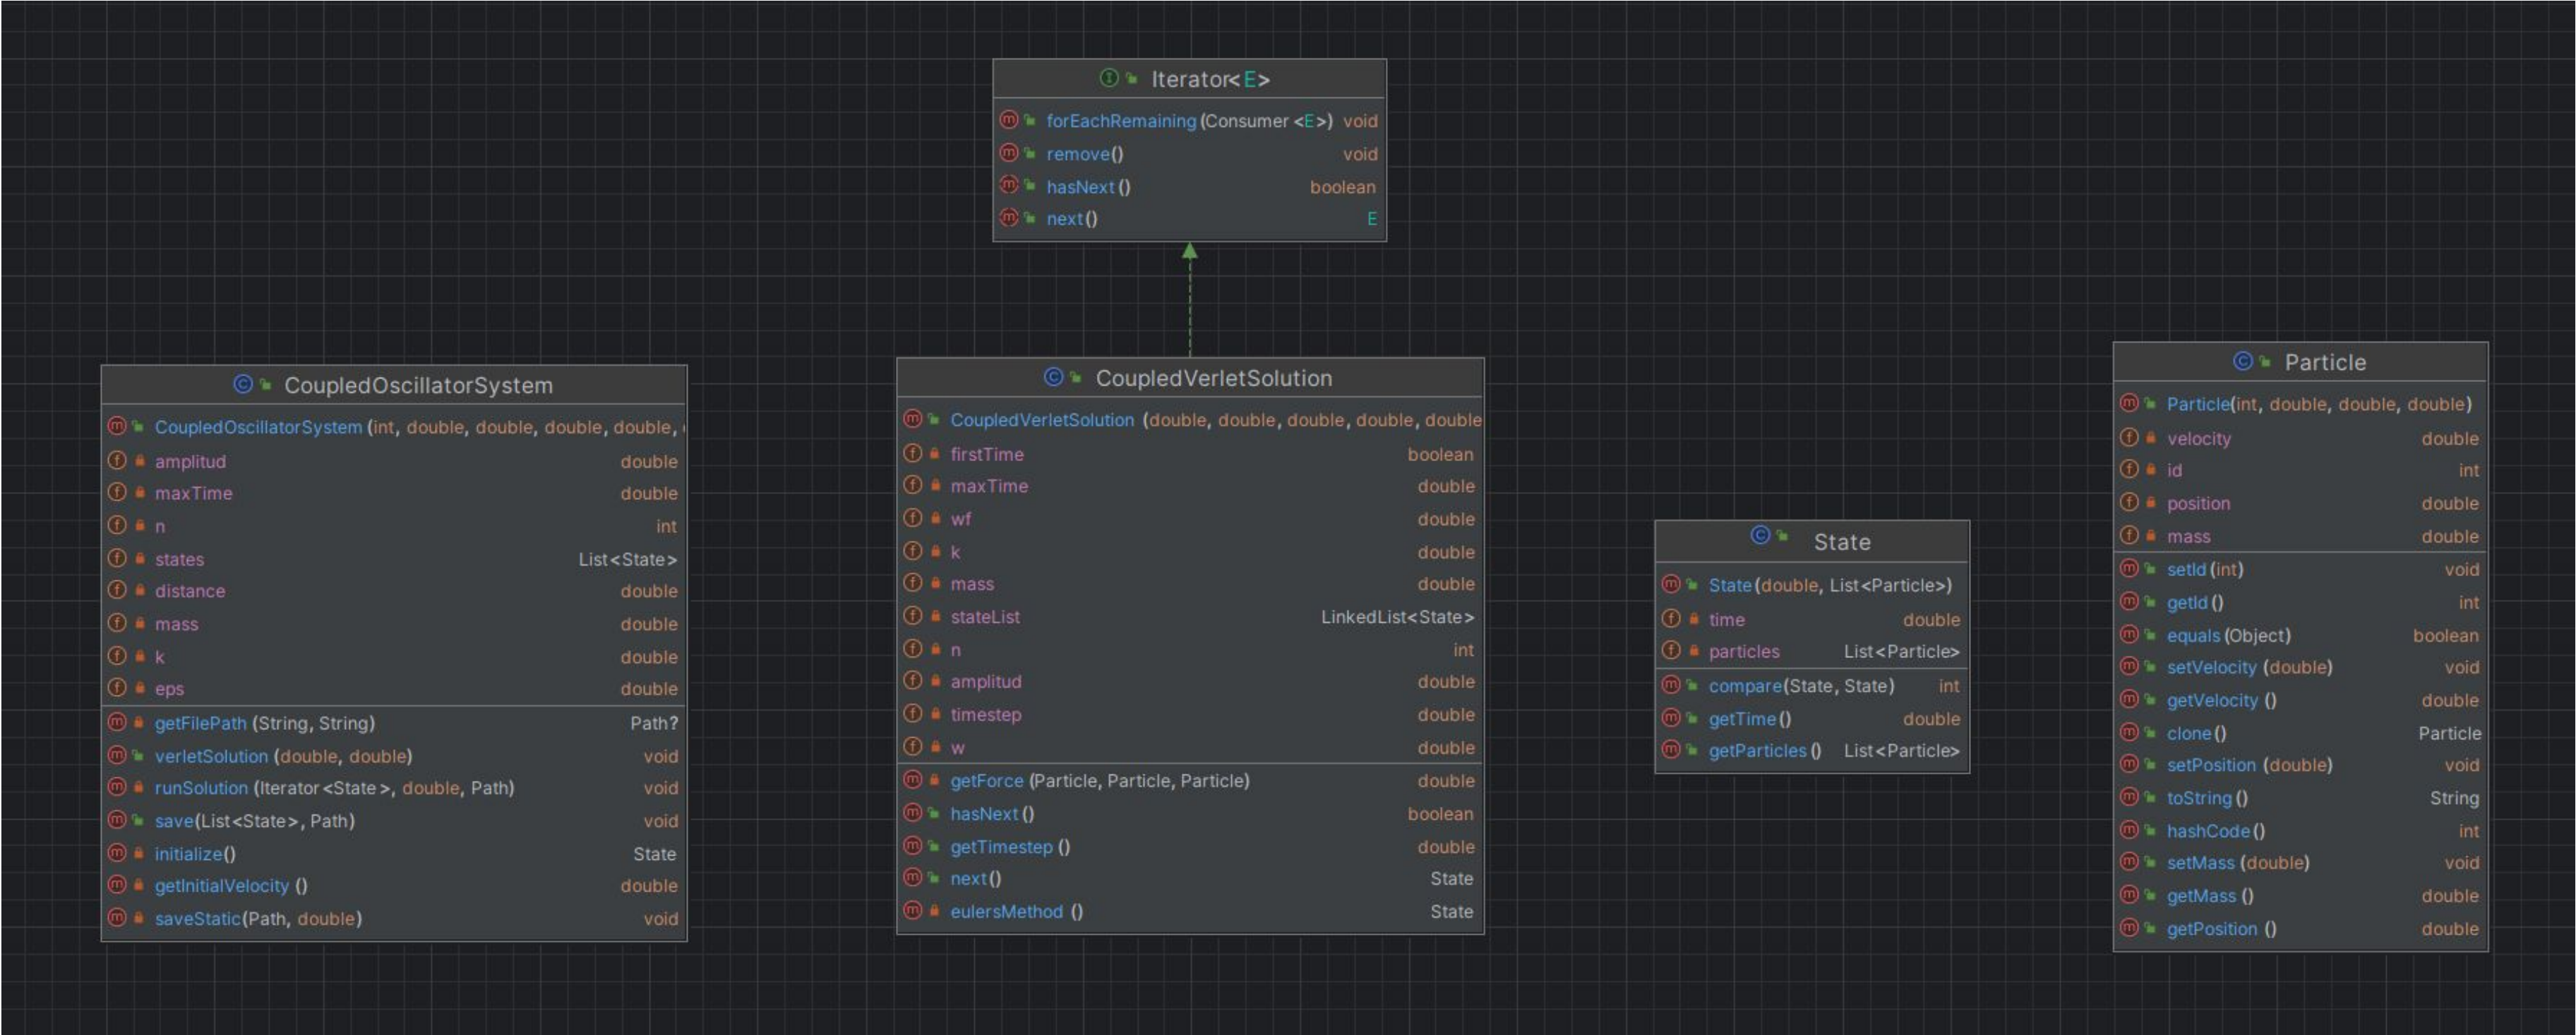 Iterator<E>
forEachRemaining(Consumer <E>) void
remove() void
hasNext() boolean
next() E
CoupledOscillatorSystem
CoupledOscillatorSystem (int, double, double, double, double,
amplitud double
maxTime double
n int
states List<State>
distance double
mass double
k double
eps double
getFilePath (String, String) Path?
verletSolution (double, double) void
runSolution (Iterator<State>, double, Path) void
save(List<State>, Path) void
initialize() State
getInitialVelocity () double
saveStatic(Path, double) void
CoupledVerletSolution
CoupledVerletSolution (double, double, double, double, double
firstTime boolean
maxTime double
wf double
k double
mass double
stateList LinkedList<State>
n int
amplitud double
timestep double
w double
getForce (Particle, Particle, Particle) double
hasNext() boolean
getTimestep () double
next() State
eulersMethod () State
State
State(double, List<Particle>)
time double
particles List<Particle>
compare(State, State) int
getTime() double
getParticles() List<Particle>
Particle
Particle(int, double, double, double)
velocity double
id int
position double
mass double
setId(int) void
getId() int
equals(Object) boolean
setVelocity (double) void
getVelocity () double
clone() Particle
setPosition (double) void
toString() String
hashCode() int
setMass (double) void
getMass () double
getPosition () double